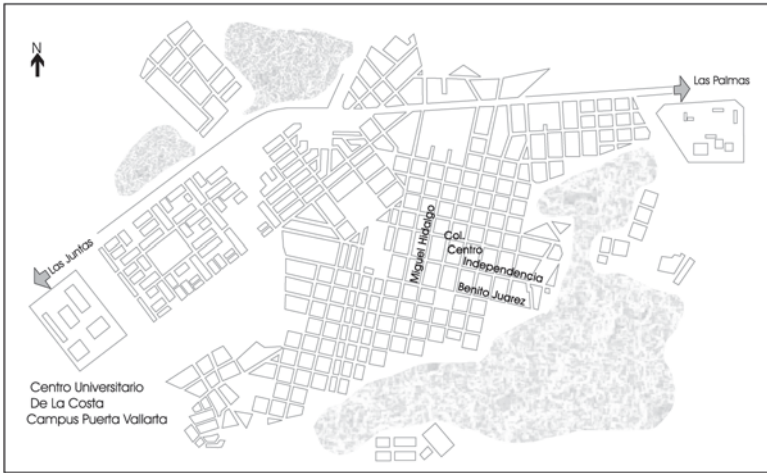 N
Las Palmas
Miguel Hidalgo
Col.
Centro
Independencia
Las Juntas
Benito Juarez
Centro Universitario
De La Costa
Campus Puerta Vallarta